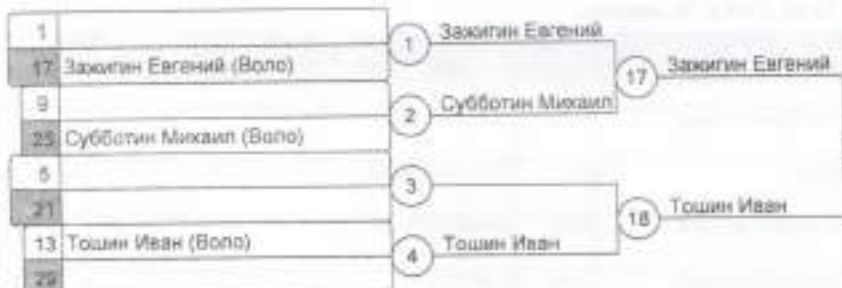 1
17 Зажигин Евгений (Воло)
1 Зажигин Евгений
9
25 Субботин Михаил (Воло)
2 Субботин Михаил
17 Зажигин Евгений
5
21
3
13 Тошин Иван (Воло)
29
4 Тошин Иван
18 Тошин Иван